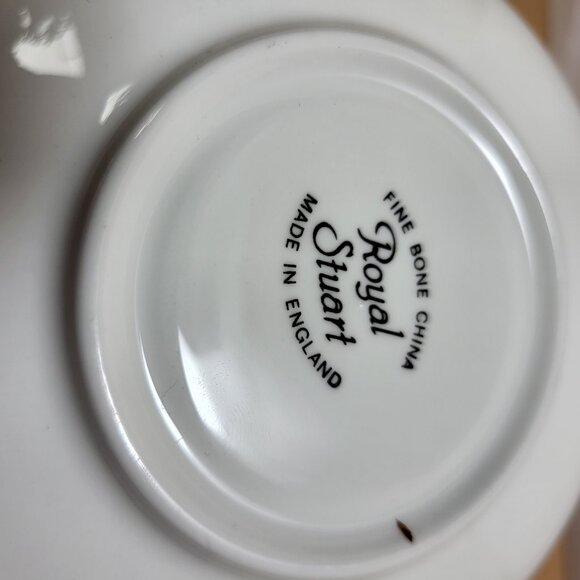 FINE BONE CHINA
Royal
Stuart
MADE IN ENGLAND